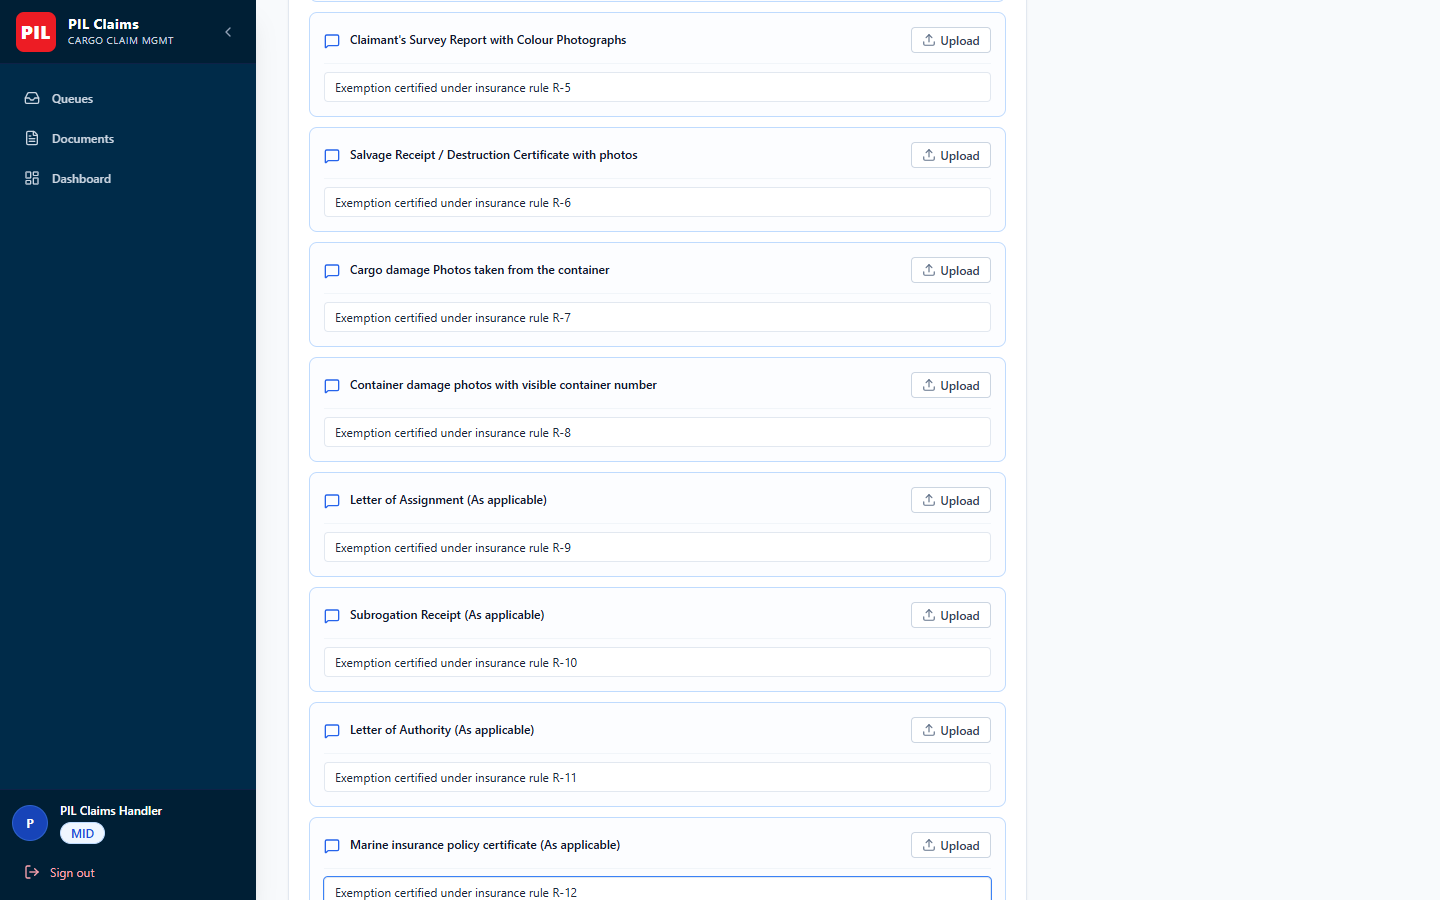 PIL
PIL Claims
CARGO CLAIM MGMT
Queues
Documents
Dashboard
Claimant's Survey Report with Colour Photographs
Upload
Exemption certified under insurance rule R-5
Salvage Receipt / Destruction Certificate with photos
Upload
Exemption certified under insurance rule R-6
Cargo damage Photos taken from the container
Upload
Exemption certified under insurance rule R-7
Container damage photos with visible container number
Upload
Exemption certified under insurance rule R-8
Letter of Assignment (As applicable)
Upload
Exemption certified under insurance rule R-9
Subrogation Receipt (As applicable)
Upload
Exemption certified under insurance rule R-10
Letter of Authority (As applicable)
Upload
Exemption certified under insurance rule R-11
Marine insurance policy certificate (As applicable)
Upload
Exemption certified under insurance rule R-12
P
PIL Claims Handler
MID
Sign out